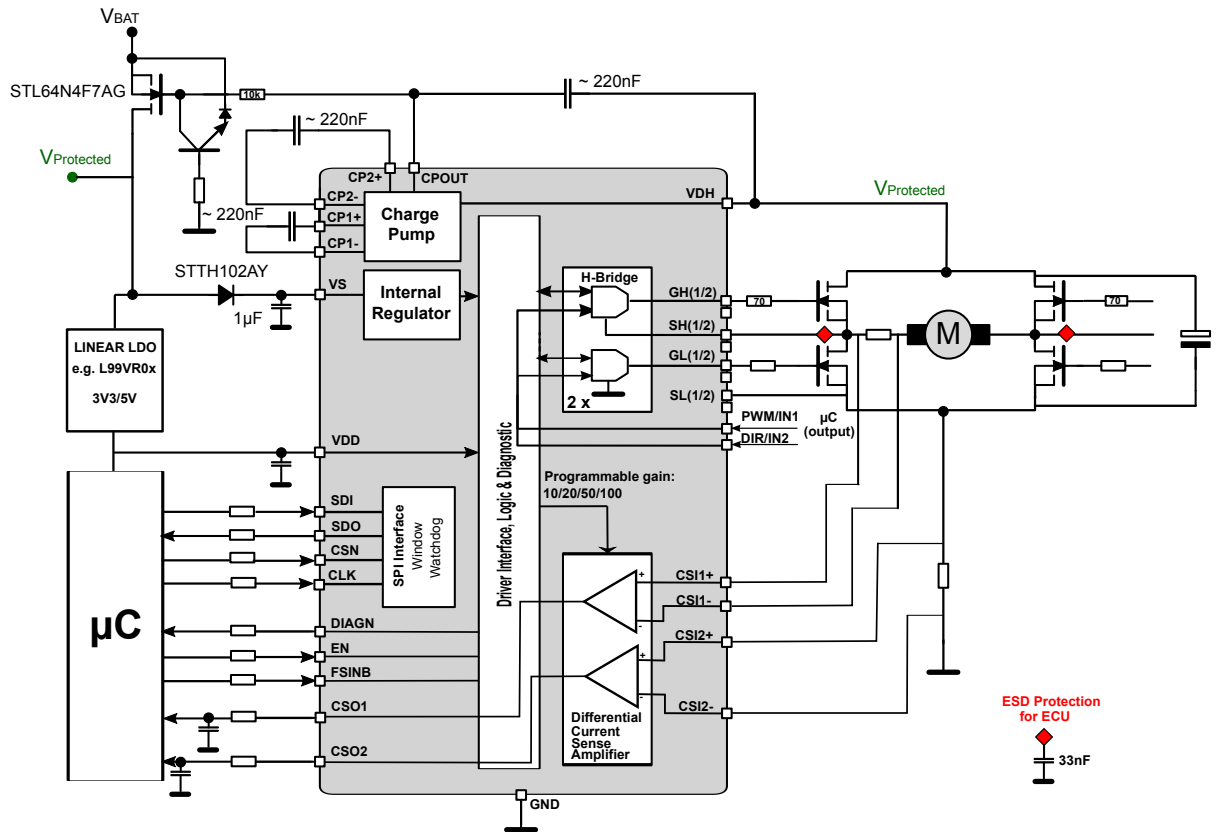 VBAT
STL64N4F7AG
10k
~ 220nF
~ 220nF
VProtected
~ 220nF
CP2+
CPOUT
CP2-
CP1+
CP1-
Charge
Pump
VDH
VProtected
STTH102AY
1µF
VS
Internal
Regulator
H-Bridge
GH(1/2)
SH(1/2)
GL(1/2)
SL(1/2)
2 x
70
70
M
LINEAR LDO
e.g. L99VR0x
3V3/5V
PWM/IN1
DIR/IN2
µC
(output)
VDD
Driver Interface, Logic & Diagnostic
Programmable gain:
10/20/50/100
SDI
SDO
CSN
CLK
SPI Interface
Window
Watchdog
µC
DIAGN
EN
FSINB
CSO1
CSO2
+
-
+
-
CSI1+
CSI1-
CSI2+
CSI2-
Differential
Current
Sense
Amplifier
GND
ESD Protection
for ECU
33nF